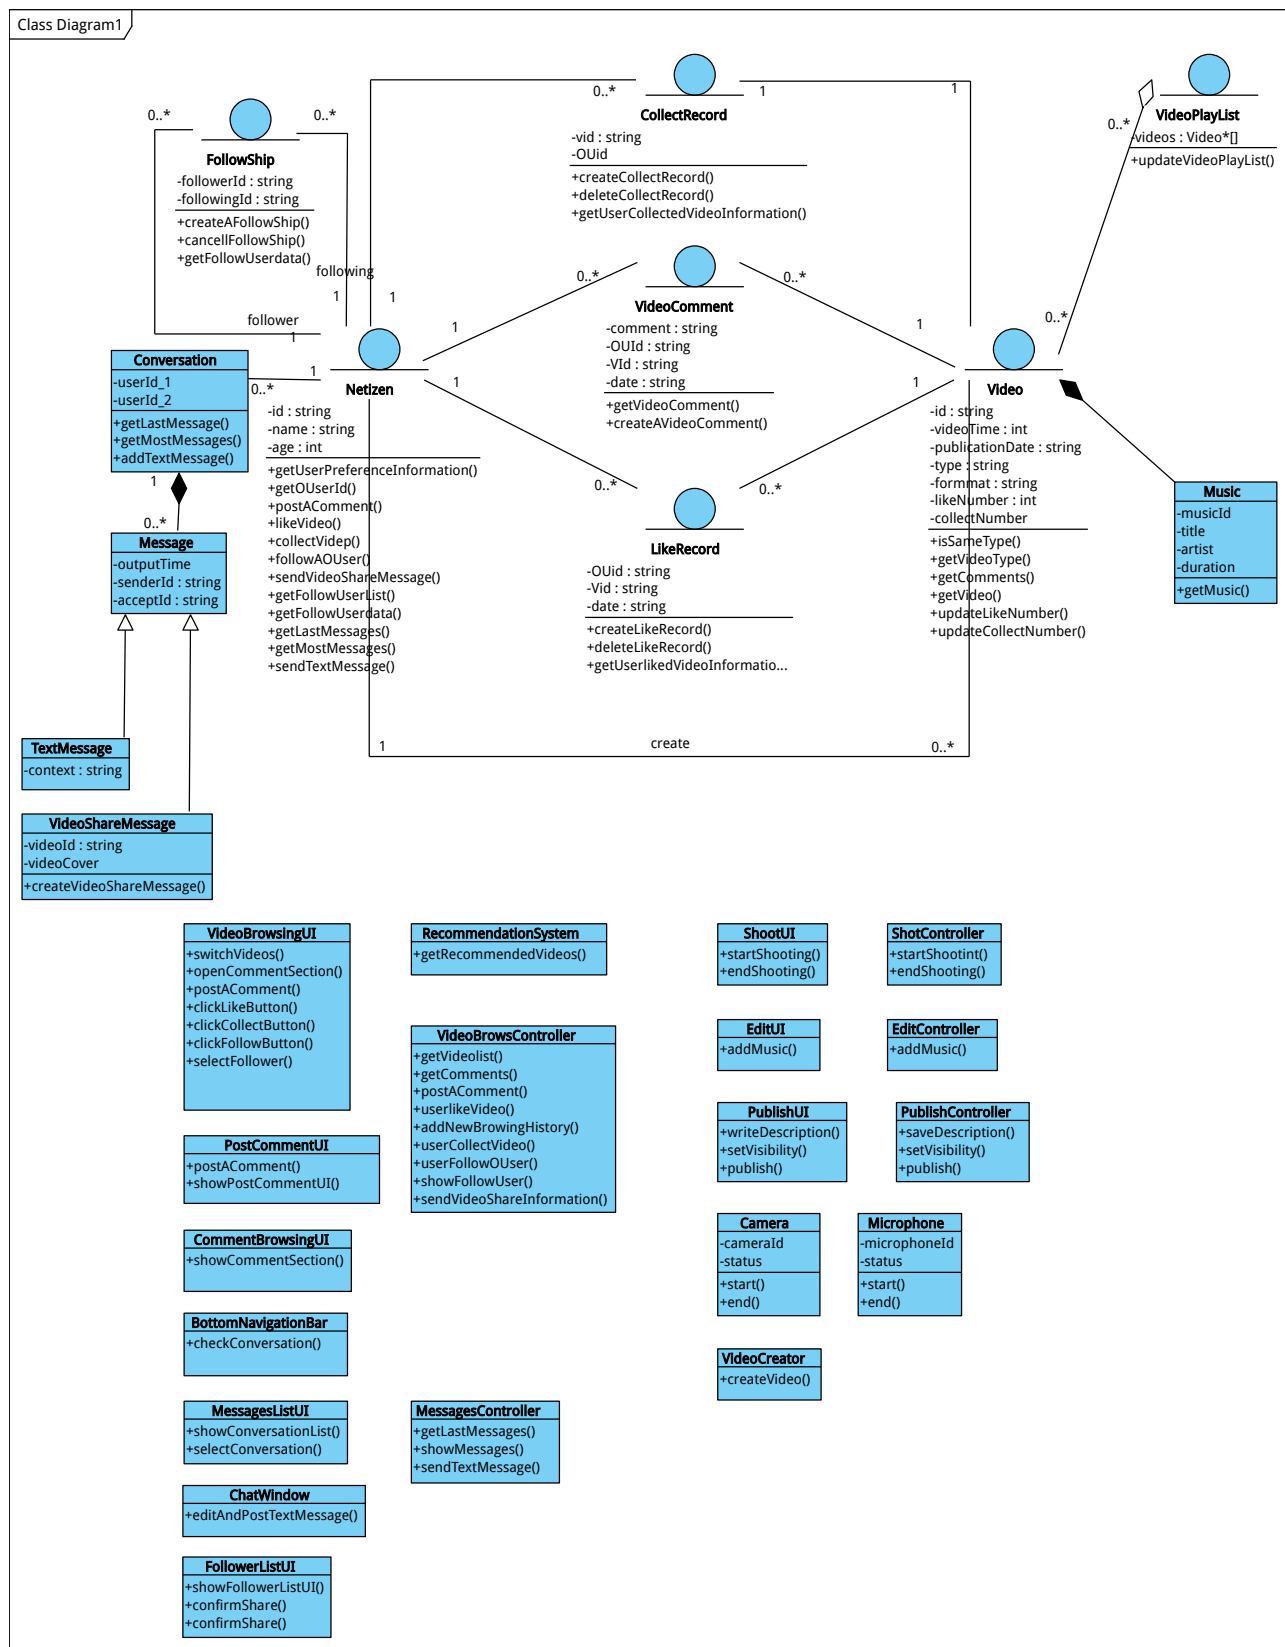 Class Diagram1
0..*
0..*
FollowShip
-followerId : string
-followingId : string
+createAFollowShip()
+cancellFollowShip()
+getFollowUserdata()
following
1
1
follower
1
0..*
1
1
CollectRecord
-vid : string
-OUid
+createCollectRecord()
+deleteCollectRecord()
+getUserCollectedVideoInformation()
0..*
VideoPlayList
-videos : Video*[]
+updateVideoPlayList()
0..*
0..*
0..*
VideoComment
-comment : string
-OUId : string
-VId : string
-date : string
+getVideoComment()
+createAVideoComment()
1
1
0..*
Conversation
-userId_1
-userId_2
+getLastMessage()
+getMostMessages()
+addTextMessage()
1
0..*
Netizen
-id : string
-name : string
-age : int
+getUserPreferenceInformation()
+getOUserId()
+postAComment()
+likeVideo()
+collectVidep()
+followAOUser()
+sendVideoShareMessage()
+getFollowUserList()
+getFollowUserdata()
+getLastMessages()
+getMostMessages()
+sendTextMessage()
1
1
Video
-id : string
-videoTime : int
-publicationDate : string
-type : string
-formmat : string
-likeNumber : int
-collectNumber
+isSameType()
+getVideoType()
+getComments()
+getVideo()
+updateLikeNumber()
+updateCollectNumber()
0..*
0..*
LikeRecord
-OUid : string
-Vid : string
-date : string
+createLikeRecord()
+deleteLikeRecord()
+getUserlikedVideoInformatio...
Music
-musicId
-title
-artist
-duration
+getMusic()
1
0..*
Message
-outputTime
-senderId : string
-acceptId : string
1
create
0..*
TextMessage
-context : string
VideoShareMessage
-videoId : string
-videoCover
+createVideoShareMessage()
VideoBrowsingUI
+switchVideos()
+openCommentSection()
+postAComment()
+clickLikeButton()
+clickCollectButton()
+clickFollowButton()
+selectFollower()
RecommendationSystem
+getRecommendedVideos()
ShootUI
+startShooting()
+endShooting()
ShotController
+startShootint()
+endShooting()
VideoBrowsController
+getVideolist()
+getComments()
+postAComment()
+userlikeVideo()
+addNewBrowingHistory()
+userCollectVideo()
+userFollowOUser()
+showFollowUser()
+sendVideoShareInformation()
EditUI
+addMusic()
EditController
+addMusic()
PublishUI
+writeDescription()
+setVisibility()
+publish()
PublishController
+saveDescription()
+setVisibility()
+publish()
PostCommentUI
+postAComment()
+showPostCommentUI()
CommentBrowsingUI
+showCommentSection()
Camera
-cameraId
-status
+start()
+end()
Microphone
-microphoneId
-status
+start()
+end()
BottomNavigationBar
+checkConversation()
VideoCreator
+createVideo()
MessagesListUI
+showConversationList()
+selectConversation()
MessagesController
+getLastMessages()
+showMessages()
+sendTextMessage()
ChatWindow
+editAndPostTextMessage()
FollowerListUI
+showFollowerListUI()
+confirmShare()
+confirmShare()